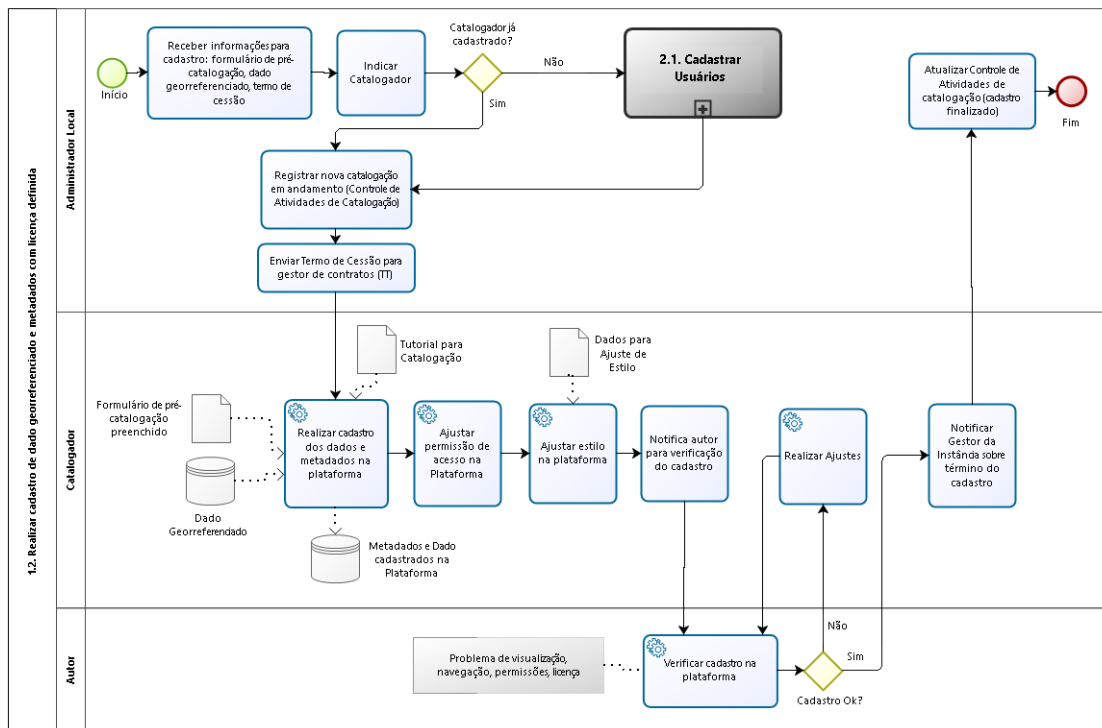 1.2. Realizar cadastro de dado georreferenciado e metadados com licença definida
Administrador Local
Início
Receber informações para
cadastro: formulário de pré-
catalogação, dado
georreferenciado, termo de
cessão
Indicar
Catalogador
Catalogador já
cadastrado?
Não
Sim
2.1. Cadastrar
Usuários
Atualizar Controle de
Atividades de
catalogação (cadastro
finalizado)
Fim
Registrar nova catalogação
em andamento (Controle de
Atividades de Catalogação)
Enviar Termo de Cessão para
gestor de contratos (TT)
Catalogador
Tutorial para
Catalogação
Dados para
Ajuste de
Estilo
Formulário de pré-
catalogação
preenchido
Dado
Georreferenciado
Realizar cadastro
dos dados e
metadados na
plataforma
Ajustar
permissão de
acesso na
Plataforma
Ajustar estilo
na plataforma
Notifica autor
para verificação
do cadastro
Realizar Ajustes
Notificar
Gestor da
Instância sobre
término do
cadastro
Metadados e Dado
cadastrados na
Plataforma
Autor
Problema de visualização,
navegação, permissões, licença
Verificar cadastro na
plataforma
Não
Sim
Cadastro Ok?